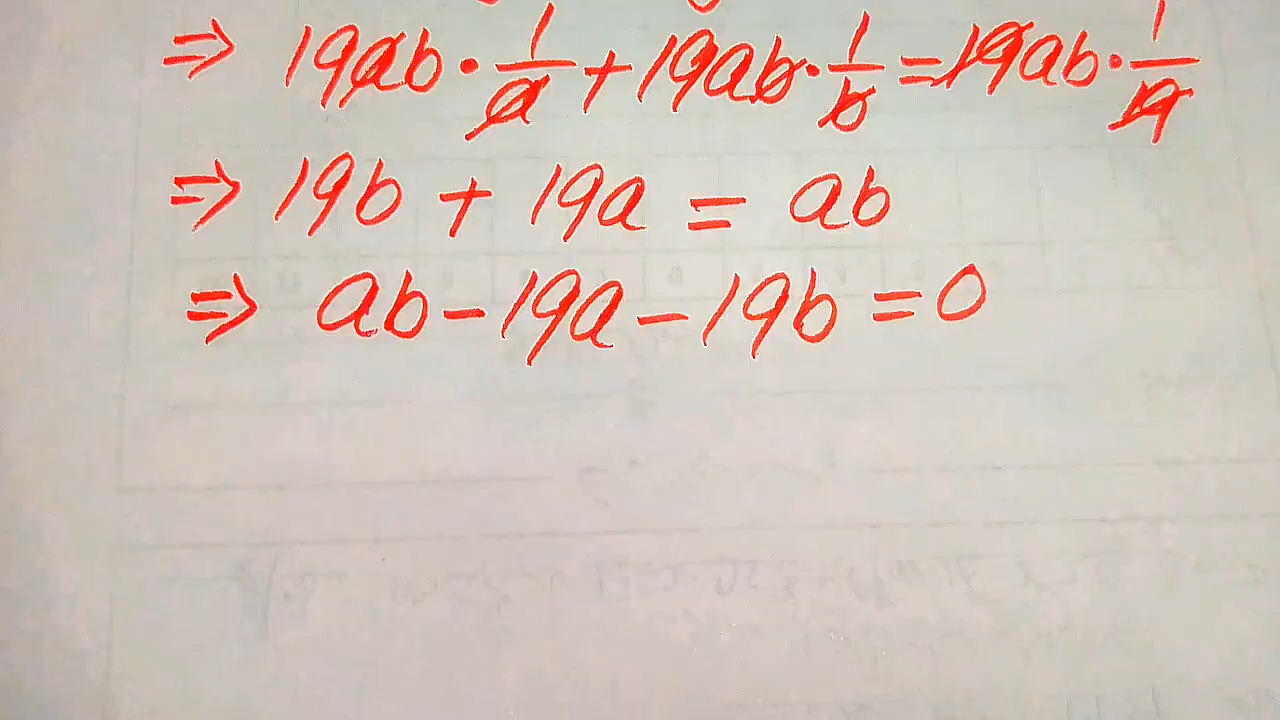 ⇒ 19ab · 1/a + 19ab · 1/b = 19ab · 1/19
⇒ 19b + 19a = ab
⇒ ab - 19a - 19b = 0